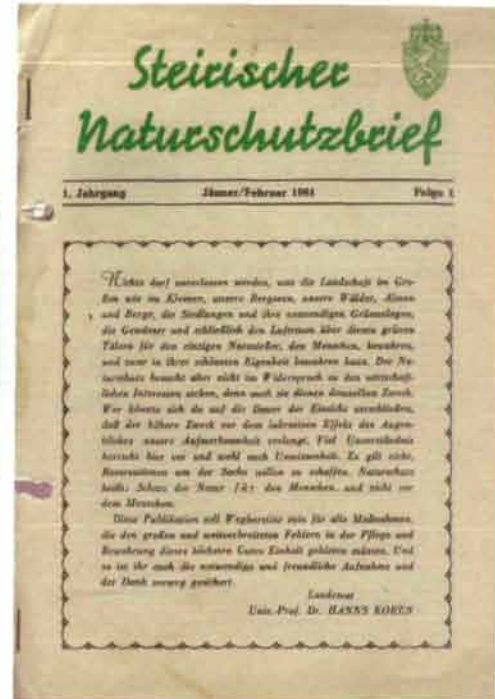 Steirischer
Naturschutzbrief
1. Jahrgang Jänner/Februar 1961 Folge 1
Nichts darf unterlassen werden, was die Landschaft im Gro-
ßen wie im Kleinen, unsere Bergseen, unsere Wälder, Almen
und Berge, die Siedlungen und ihre notwendigen Grünanlagen,
die Gewässer und schließlich den Luftraum über diesen grünen
Tälern für den einzigen Nutznießer, den Menschen, bewahren,
und zwar in ihrer schönsten Eigenheit bewahren kann. Der Na-
turschutz braucht aber nicht im Widerspruch zu den wirtschaft-
lichen Interessen stehen, denn auch sie dienen demselben Zweck.
Wer könnte sich da auf die Dauer der Einsicht verschließen,
daß der höhere Zweck vor dem lukrativen Effekt des Augen-
blickes unsere Aufmerksamkeit verlangt. Viel Unverständnis
herrscht hier vor und wohl auch Unwissenheit. Es gilt nicht,
Reservationen um der Sache willen zu schaffen. Naturschutz
heißt: Schutz der Natur für den Menschen und nicht vor
dem Menschen.
Diese Publikation soll Wegbereiter sein für alle Maßnahmen,
die den großen und weitverbreiteten Fehlern in der Pflege und
Bewahrung dieses höchsten Gutes Einhalt gebieten müssen. Und
so ist ihr auch die notwendige und freundliche Aufnahme und
der Dank vorweg gesichert.
Landesrat
Univ.-Prof. Dr. HANNS KOREN